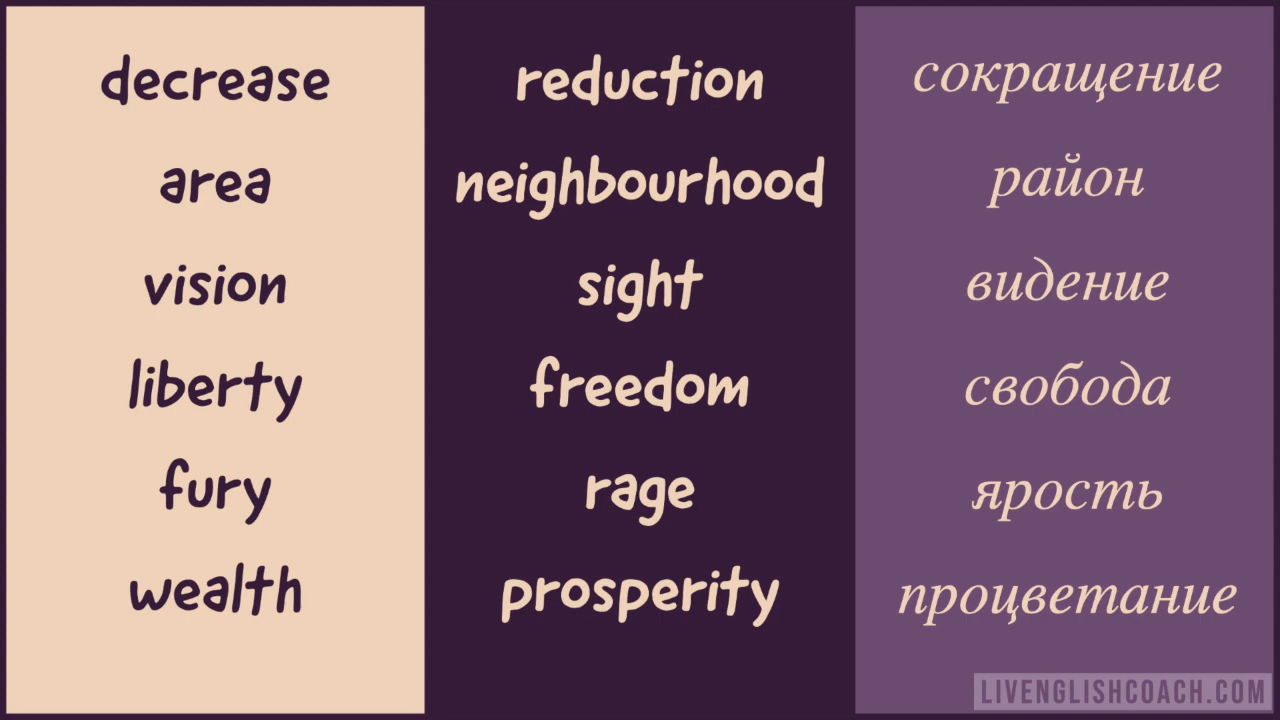 decrease reduction сокращение
area neighbourhood район
vision sight видение
liberty freedom свобода
fury rage ярость
wealth prosperity процветание
LIVENGLISHCOACH.COM